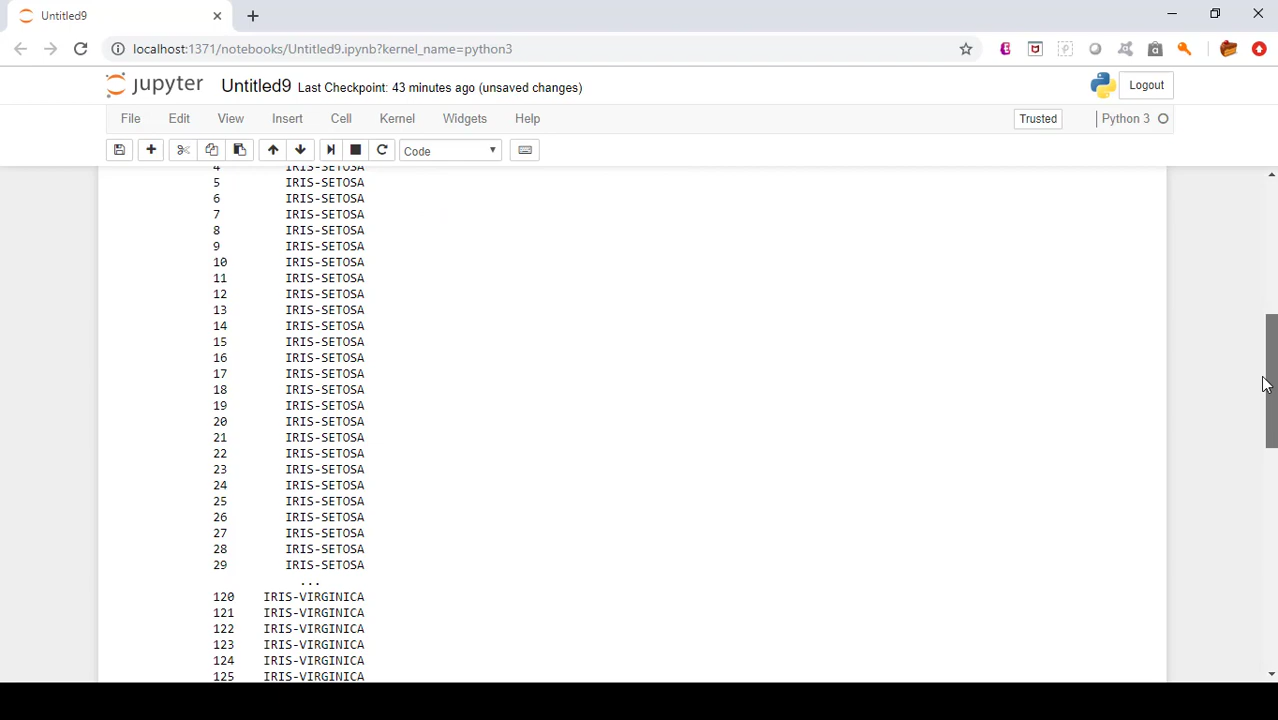 Untitled9
localhost:1371/notebooks/Untitled9.ipynb?kernel_name=python3
jupyter Untitled9 Last Checkpoint: 43 minutes ago (unsaved changes) Logout
File Edit View Insert Cell Kernel Widgets Help Trusted Python 3
Code
4 IRIS-SETOSA
5 IRIS-SETOSA
6 IRIS-SETOSA
7 IRIS-SETOSA
8 IRIS-SETOSA
9 IRIS-SETOSA
10 IRIS-SETOSA
11 IRIS-SETOSA
12 IRIS-SETOSA
13 IRIS-SETOSA
14 IRIS-SETOSA
15 IRIS-SETOSA
16 IRIS-SETOSA
17 IRIS-SETOSA
18 IRIS-SETOSA
19 IRIS-SETOSA
20 IRIS-SETOSA
21 IRIS-SETOSA
22 IRIS-SETOSA
23 IRIS-SETOSA
24 IRIS-SETOSA
25 IRIS-SETOSA
26 IRIS-SETOSA
27 IRIS-SETOSA
28 IRIS-SETOSA
29 IRIS-SETOSA
...
120 IRIS-VIRGINICA
121 IRIS-VIRGINICA
122 IRIS-VIRGINICA
123 IRIS-VIRGINICA
124 IRIS-VIRGINICA
125 IRIS-VIRGINICA